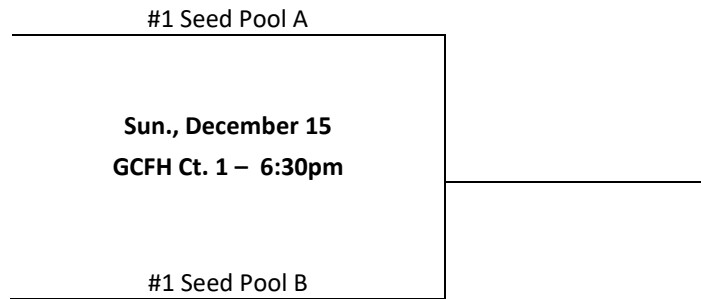 #1 Seed Pool A
Sun., December 15
GCFH Ct. 1 – 6:30pm
#1 Seed Pool B